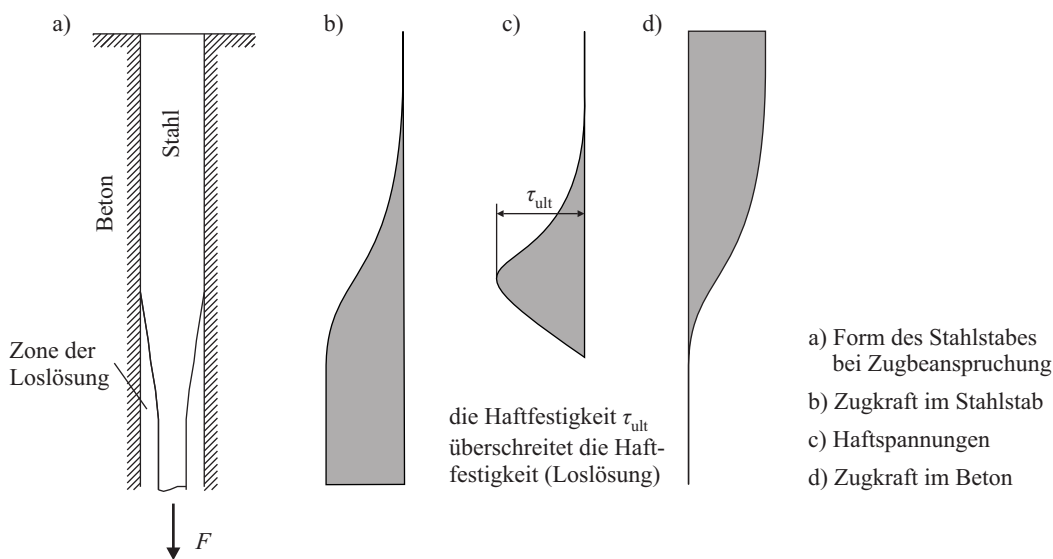 a)
b)
c)
d)
Stahl
Beton
τult
Zone der
Loslösung
F
die Haftfestigkeit τult
überschreitet die Haft-
festigkeit (Loslösung)
a) Form des Stahlstabes
bei Zugbeanspruchung
b) Zugkraft im Stahlstab
c) Haftspannungen
d) Zugkraft im Beton